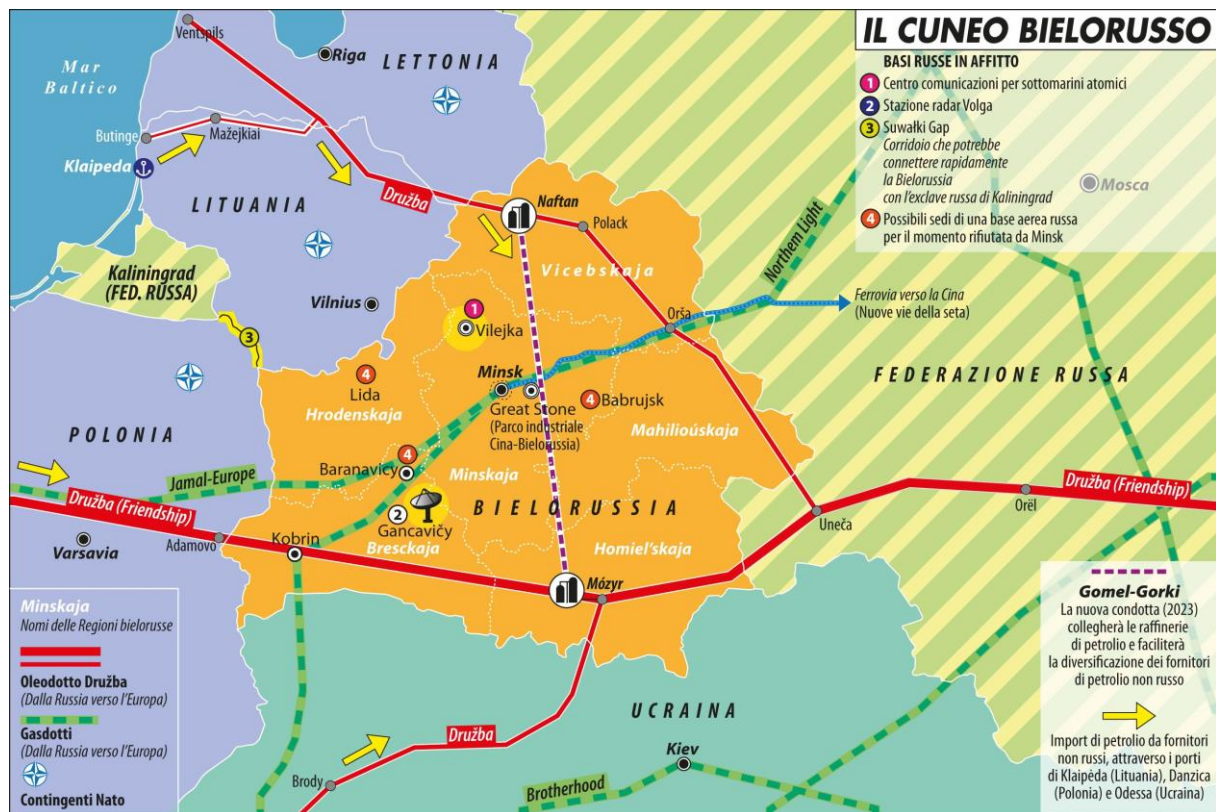 IL CUNEO BIELORUSSO
BASI RUSSE IN AFFITTO
1 Centro comunicazioni per sottomarini atomici
2 Stazione radar Volga
3 Suwałki Gap
Corridoio che potrebbe
connettere rapidamente
la Bielorussia
con l'exclave russa di Kaliningrad
4 Possibili sedi di una base aerea russa
per il momento rifiutata da Minsk
Mosca
Ventspils
Riga
LETTONIA
Mar
Baltico
Butinge
Mažejkiai
Klaipeda
LITUANIA
Družba
Naftan
Polack
Northem Light
Kaliningrad
(FED. RUSSA)
Vilnius
Vicebskaja
Ferrovia verso la Cina
(Nuove vie della seta)
1
Vilejka
Orša
3
4
Lida
Hrodenskaja
Minsk
Great Stone
(Parco industriale
Cina-Bielorussia)
4 Babrujsk
Mahilioúskaja
FEDERAZIONE RUSSA
POLONIA
4
Baranavicy
Minskaja
Jamal-Europe
Družba (Friendship)
2
Gancavičy
BIELORUSSIA
Bresckaja
Homiel'skaja
Uneča
Orël
Družba (Friendship)
Varsavia
Adamovo
Kobrin
Mózyr
Minskaja
Nomi delle Regioni bielorusse
Oleodotto Družba
(Dalla Russia verso l'Europa)
Gasdotti
(Dalla Russia verso l'Europa)
Contingenti Nato
UCRAINA
Družba
Brody
Kiev
Brotherhood
Gomel-Gorki
La nuova condotta (2023)
collegherà le raffinerie
di petrolio e faciliterà
la diversificazione dei fornitori
di petrolio non russo
Import di petrolio da fornitori
non russi, attraverso i porti
di Klaipėda (Lituania), Danzica
(Polonia) e Odessa (Ucraina)